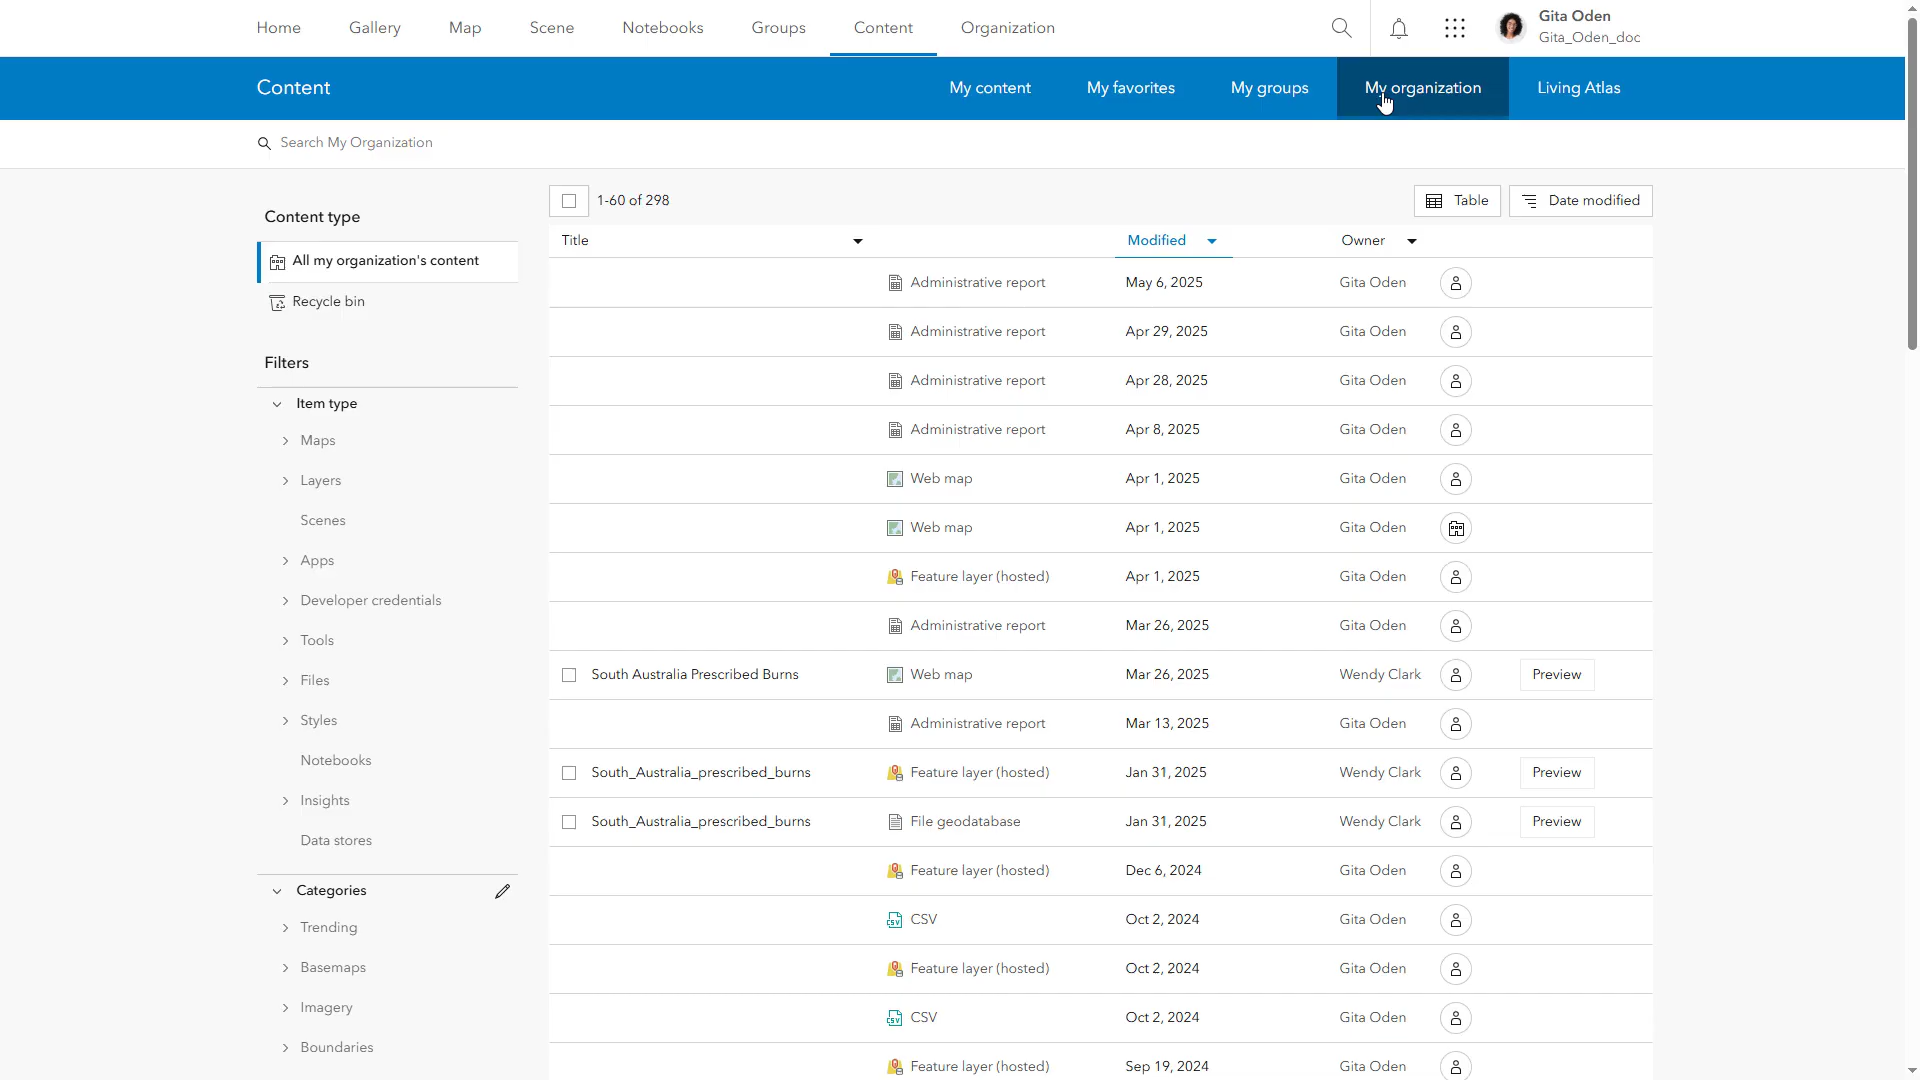 Home Gallery Map Scene Notebooks Groups Content Organization
Gita Oden
Gita_Oden_doc
Content My content My favorites My groups My organization Living Atlas
Search My Organization
Content type
All my organization's content
Recycle bin
Filters
Item type
Maps
Layers
Scenes
Apps
Developer credentials
Tools
Files
Styles
Notebooks
Insights
Data stores
Categories
Trending
Basemaps
Imagery
Boundaries
1-60 of 298 Table Date modified
Title Modified Owner
Administrative report May 6, 2025 Gita Oden
Administrative report Apr 29, 2025 Gita Oden
Administrative report Apr 28, 2025 Gita Oden
Administrative report Apr 8, 2025 Gita Oden
Web map Apr 1, 2025 Gita Oden
Web map Apr 1, 2025 Gita Oden
Feature layer (hosted) Apr 1, 2025 Gita Oden
Administrative report Mar 26, 2025 Gita Oden
South Australia Prescribed Burns Web map Mar 26, 2025 Wendy Clark Preview
Administrative report Mar 13, 2025 Gita Oden
South_Australia_prescribed_burns Feature layer (hosted) Jan 31, 2025 Wendy Clark Preview
South_Australia_prescribed_burns File geodatabase Jan 31, 2025 Wendy Clark Preview
Feature layer (hosted) Dec 6, 2024 Gita Oden
CSV Oct 2, 2024 Gita Oden
Feature layer (hosted) Oct 2, 2024 Gita Oden
CSV Oct 2, 2024 Gita Oden
Feature layer (hosted) Sep 19, 2024 Gita Oden